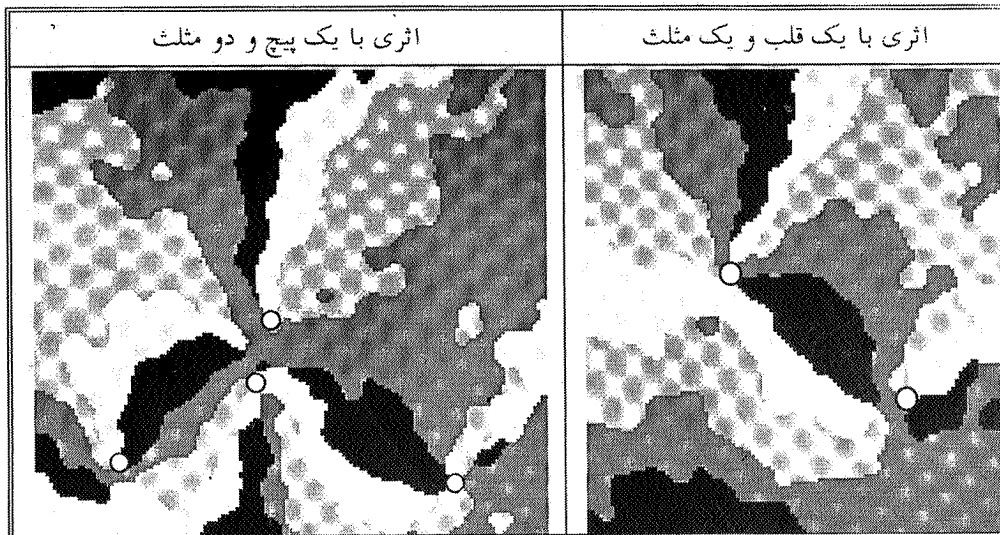 اثری با یک قلب و یک مثلث
اثری با یک پیچ و دو مثلث